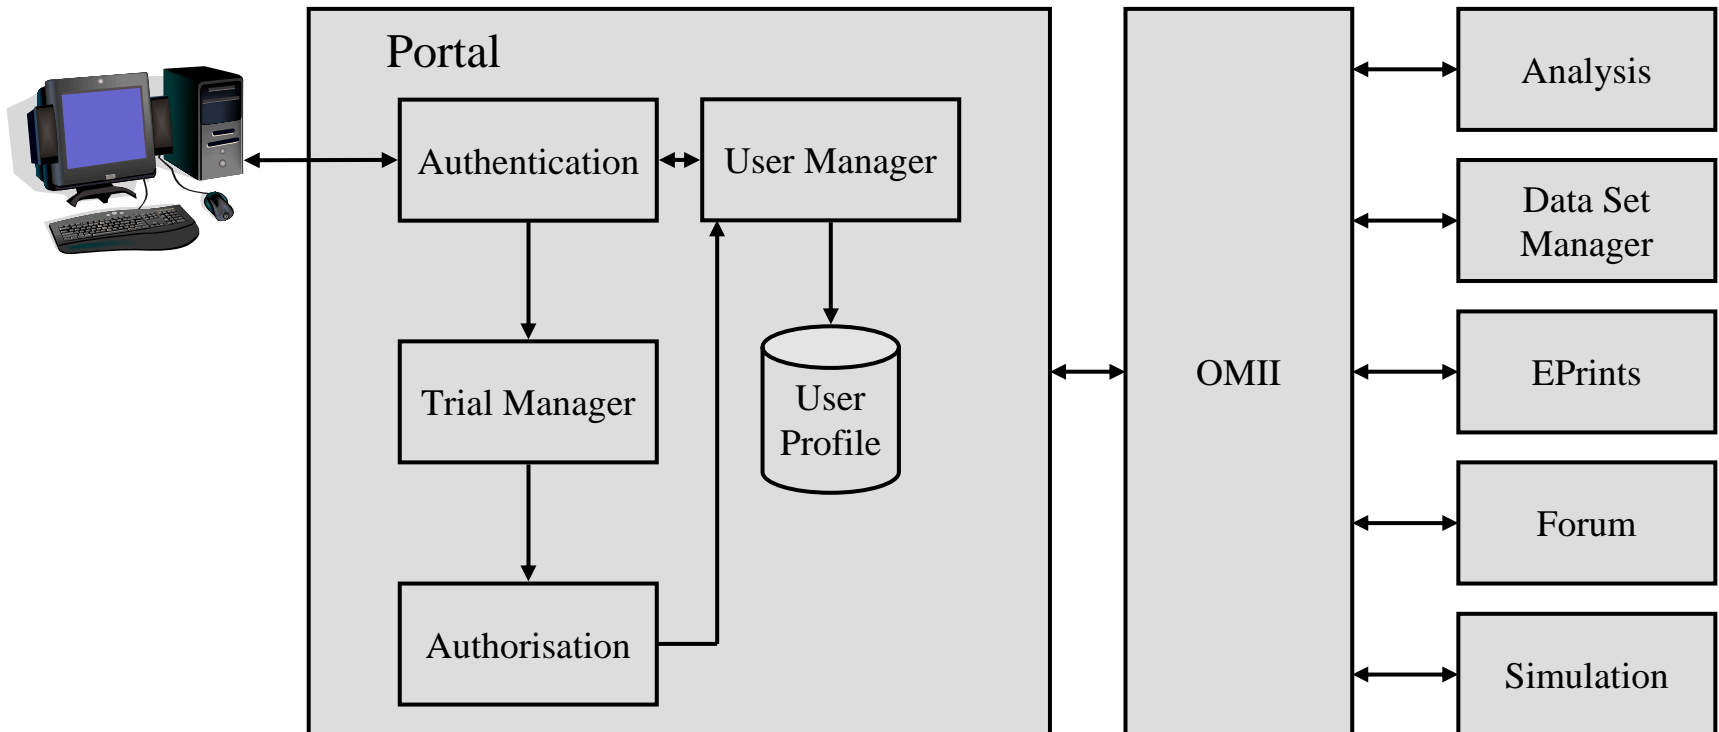 Portal
Authentication
User Manager
Trial Manager
User
Profile
Authorisation
OMII
Analysis
Data Set
Manager
EPrints
Forum
Simulation